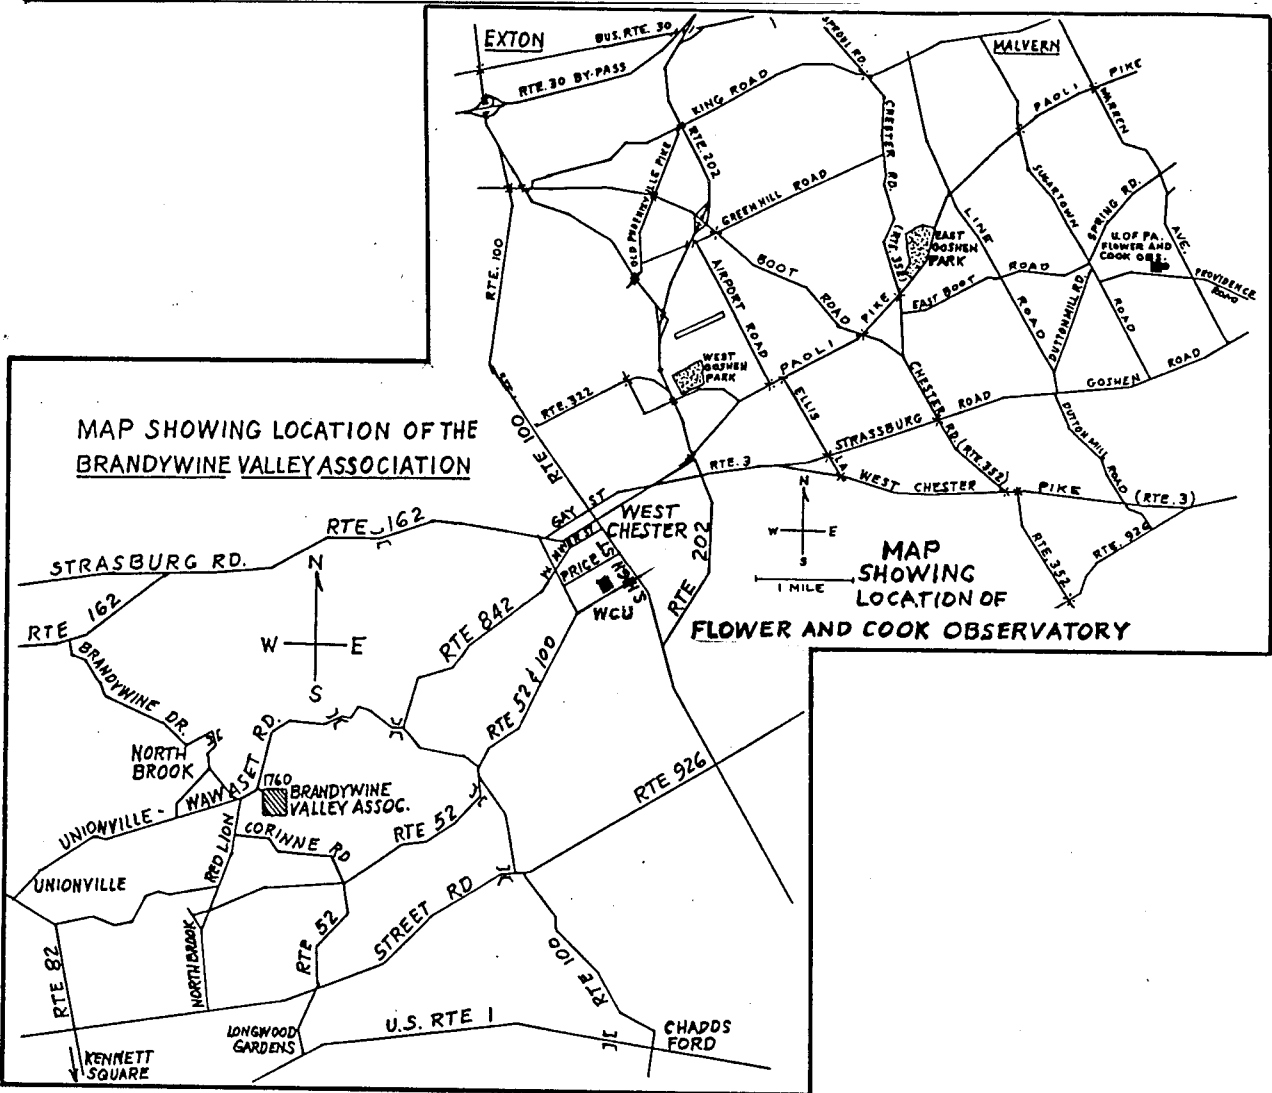 EXTON
BUS. RTE. 30
RTE. 30 BY-PASS
SPROUL RD.
MALVERN
KING ROAD
PAOLI PIKE
WARREN
AVE.
RTE. 202
OLD PHOENIXVILLE PIKE
CHESTER RD.
(RTE. 352)
GREENHILL ROAD
SUGARTOWN
ROAD
SPRING RD.
LINE
ROAD
EAST
GOSHEN
PARK
U. OF PA.
FLOWER AND
COOK OBS.
RTE. 100
BOOT
ROAD
EAST BOOT
ROAD
PROVIDENCE
ROAD
AIRPORT ROAD
PIKE
PAOLI
DUTTON MILL RD.
WEST
GOSHEN
PARK
RTE. 322
RTE 100
ELLIS
LA.
CHESTER
RD. (RTE. 352)
STRASSBURG
ROAD
GOSHEN
ROAD
DUTTON MILL
ROAD
MAP SHOWING LOCATION OF THE
BRANDYWINE VALLEY ASSOCIATION
RTE. 3
WEST CHESTER
PIKE
(RTE. 3)
GAY ST
WEST
CHESTER
N
W
E
S
1 MILE
RTE. 352
RTE. 926
MAP
SHOWING
LOCATION OF
FLOWER AND COOK OBSERVATORY
RTE 202
RTE 162
STRASBURG RD.
PRICE ST
HIGH ST
WCU
N
W
E
S
RTE 162
BRANDYWINE DR.
RTE 842
RTE 52 & 100
NORTH
BROOK
UNIONVILLE - WAWASET RD.
1760
BRANDYWINE
VALLEY ASSOC.
RTE 926
RTE 52
RED LION
CORINNE RD
UNIONVILLE
STREET RD
RTE 52
NORTHBROOK
RTE 82
RTE 100
LONGWOOD
GARDENS
U.S. RTE 1
CHADDS
FORD
KENNETT
SQUARE